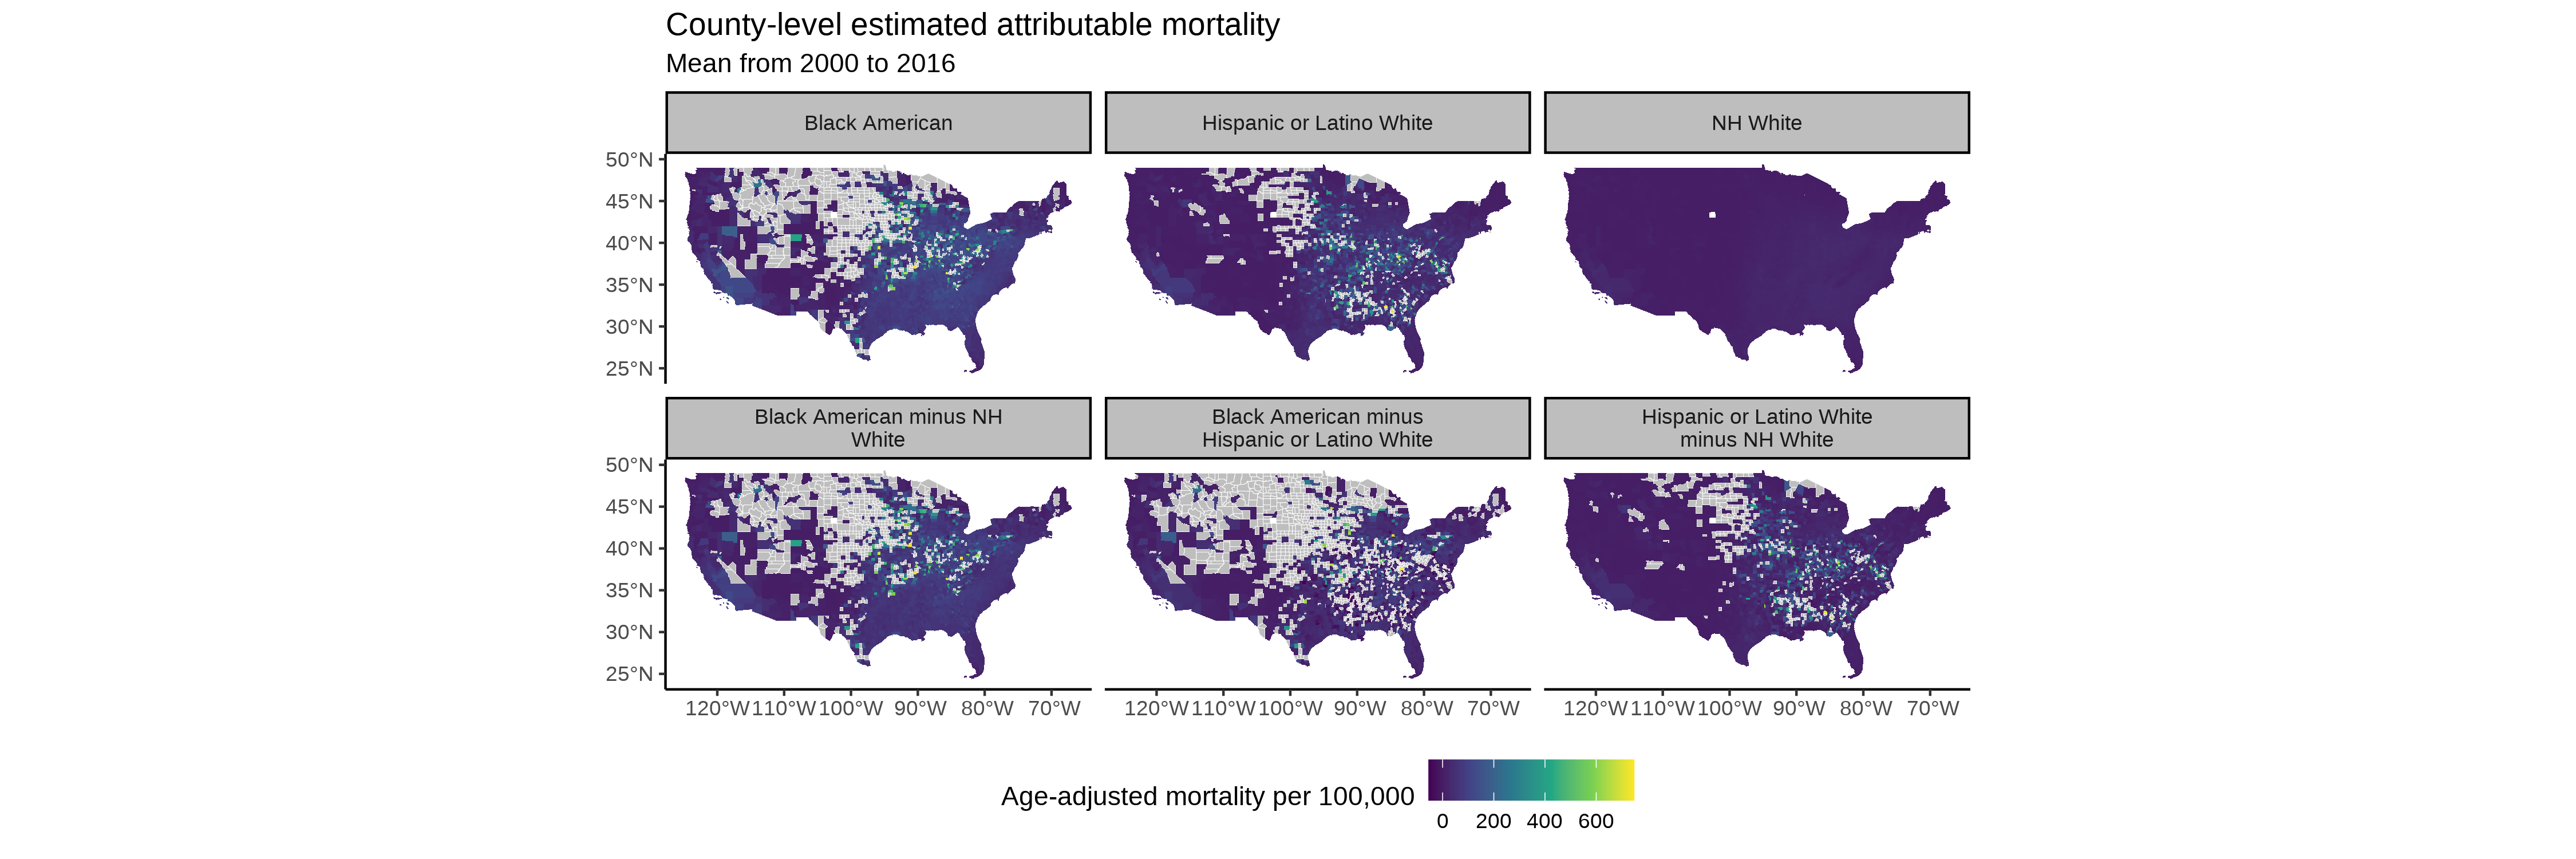 County-level estimated attributable mortality
Mean from 2000 to 2016
Black American
Hispanic or Latino White
NH White
50°N
45°N
40°N
35°N
30°N
25°N
Black American minus NH
White
Black American minus
Hispanic or Latino White
Hispanic or Latino White
minus NH White
50°N
45°N
40°N
35°N
30°N
25°N
120°W 110°W 100°W 90°W 80°W 70°W
120°W 110°W 100°W 90°W 80°W 70°W
120°W 110°W 100°W 90°W 80°W 70°W
Age-adjusted mortality per 100,000
0 200 400 600